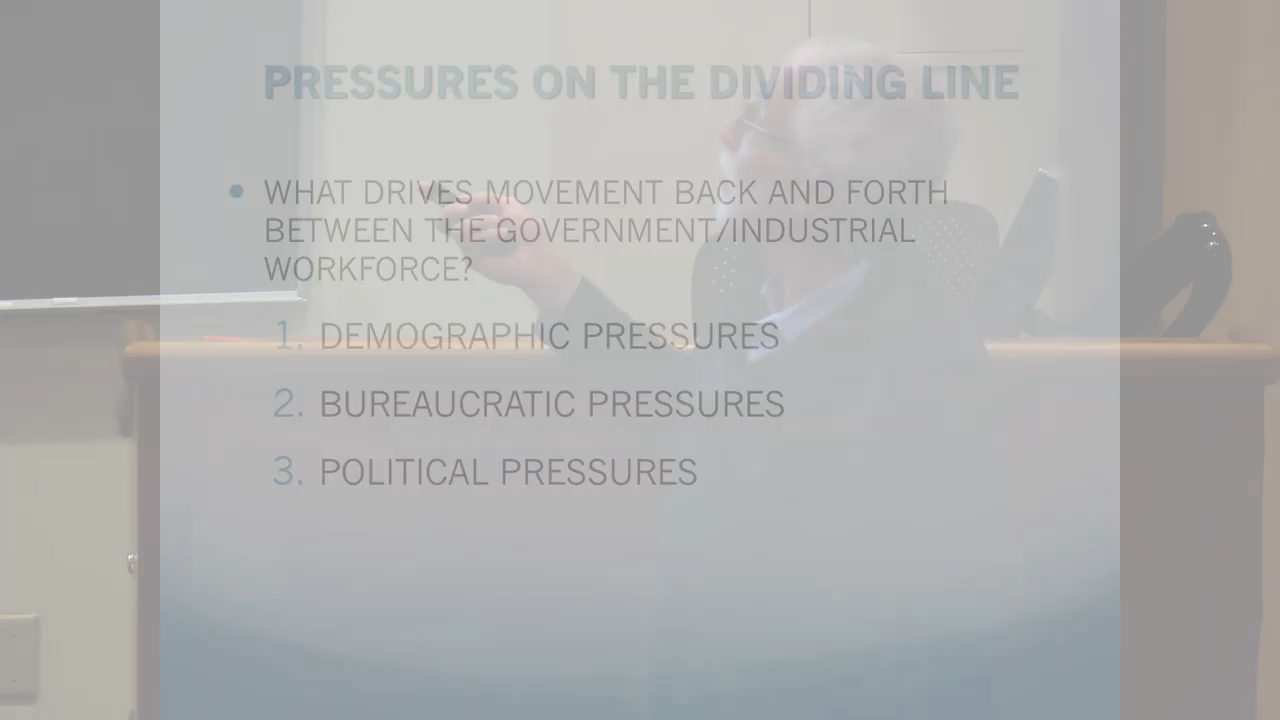 PRESSURES ON THE DIVIDING LINE
• WHAT DRIVES MOVEMENT BACK AND FORTH
BETWEEN THE GOVERNMENT/INDUSTRIAL
WORKFORCE?
1. DEMOGRAPHIC PRESSURES
2. BUREAUCRATIC PRESSURES
3. POLITICAL PRESSURES